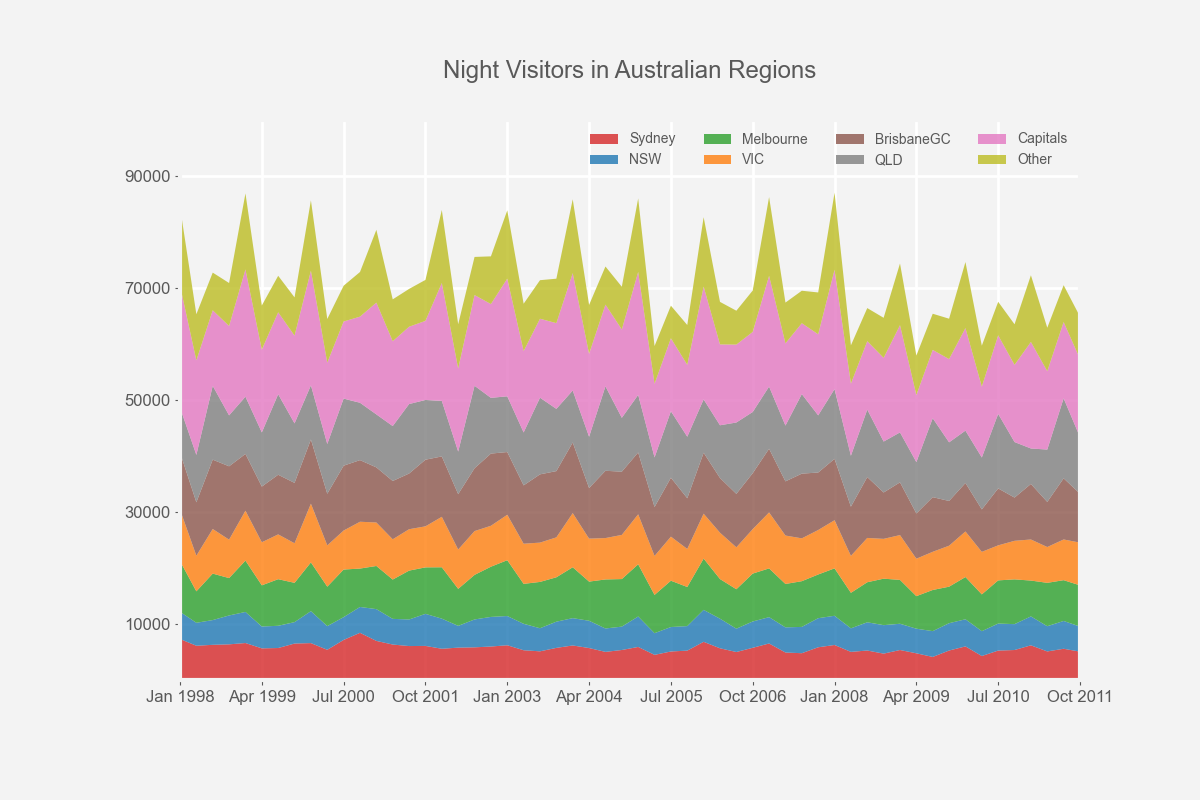 Night Visitors in Australian Regions
Sydney Melbourne BrisbaneGC Capitals
NSW VIC QLD Other
90000
70000
50000
30000
10000
Jan 1998 Apr 1999 Jul 2000 Oct 2001 Jan 2003 Apr 2004 Jul 2005 Oct 2006 Jan 2008 Apr 2009 Jul 2010 Oct 2011